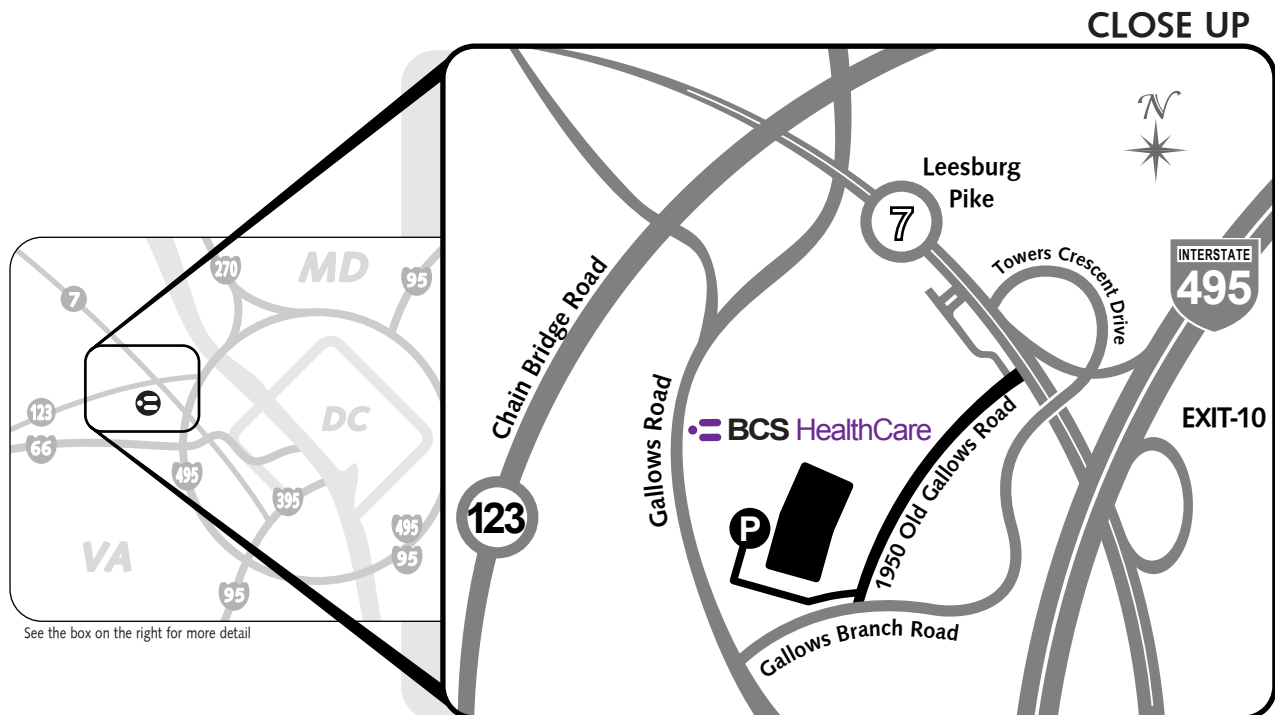 CLOSE UP
N
Leesburg
Pike
7
Towers Crescent Drive
INTERSTATE
495
EXIT-10
Chain Bridge Road
Gallows Road
BCS HealthCare
1950 Old Gallows Road
P
123
Gallows Branch Road
MD
270
95
7
DC
123
66
495
395
495
95
VA
95
See the box on the right for more detail